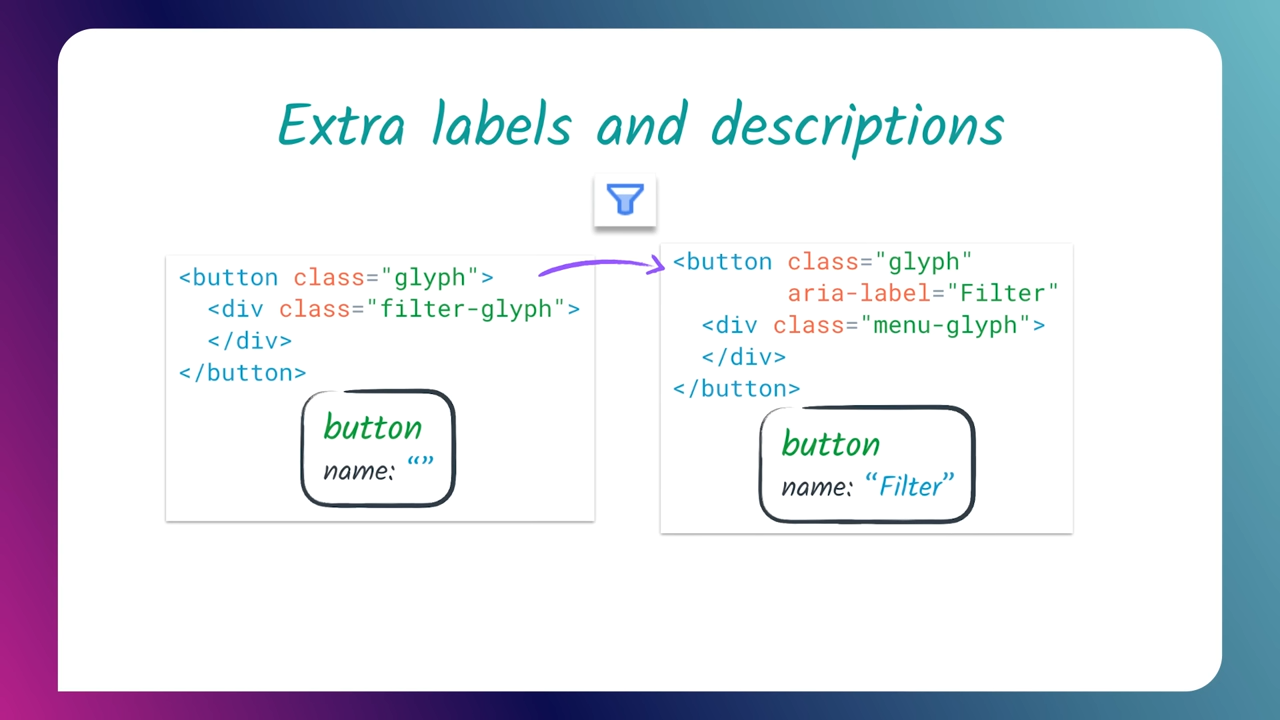 Extra labels and descriptions
<button class="glyph">
<div class="filter-glyph">
</div>
</button>
button
name: “”
<button class="glyph"
aria-label="Filter"
<div class="menu-glyph">
</div>
</button>
button
name: “Filter”